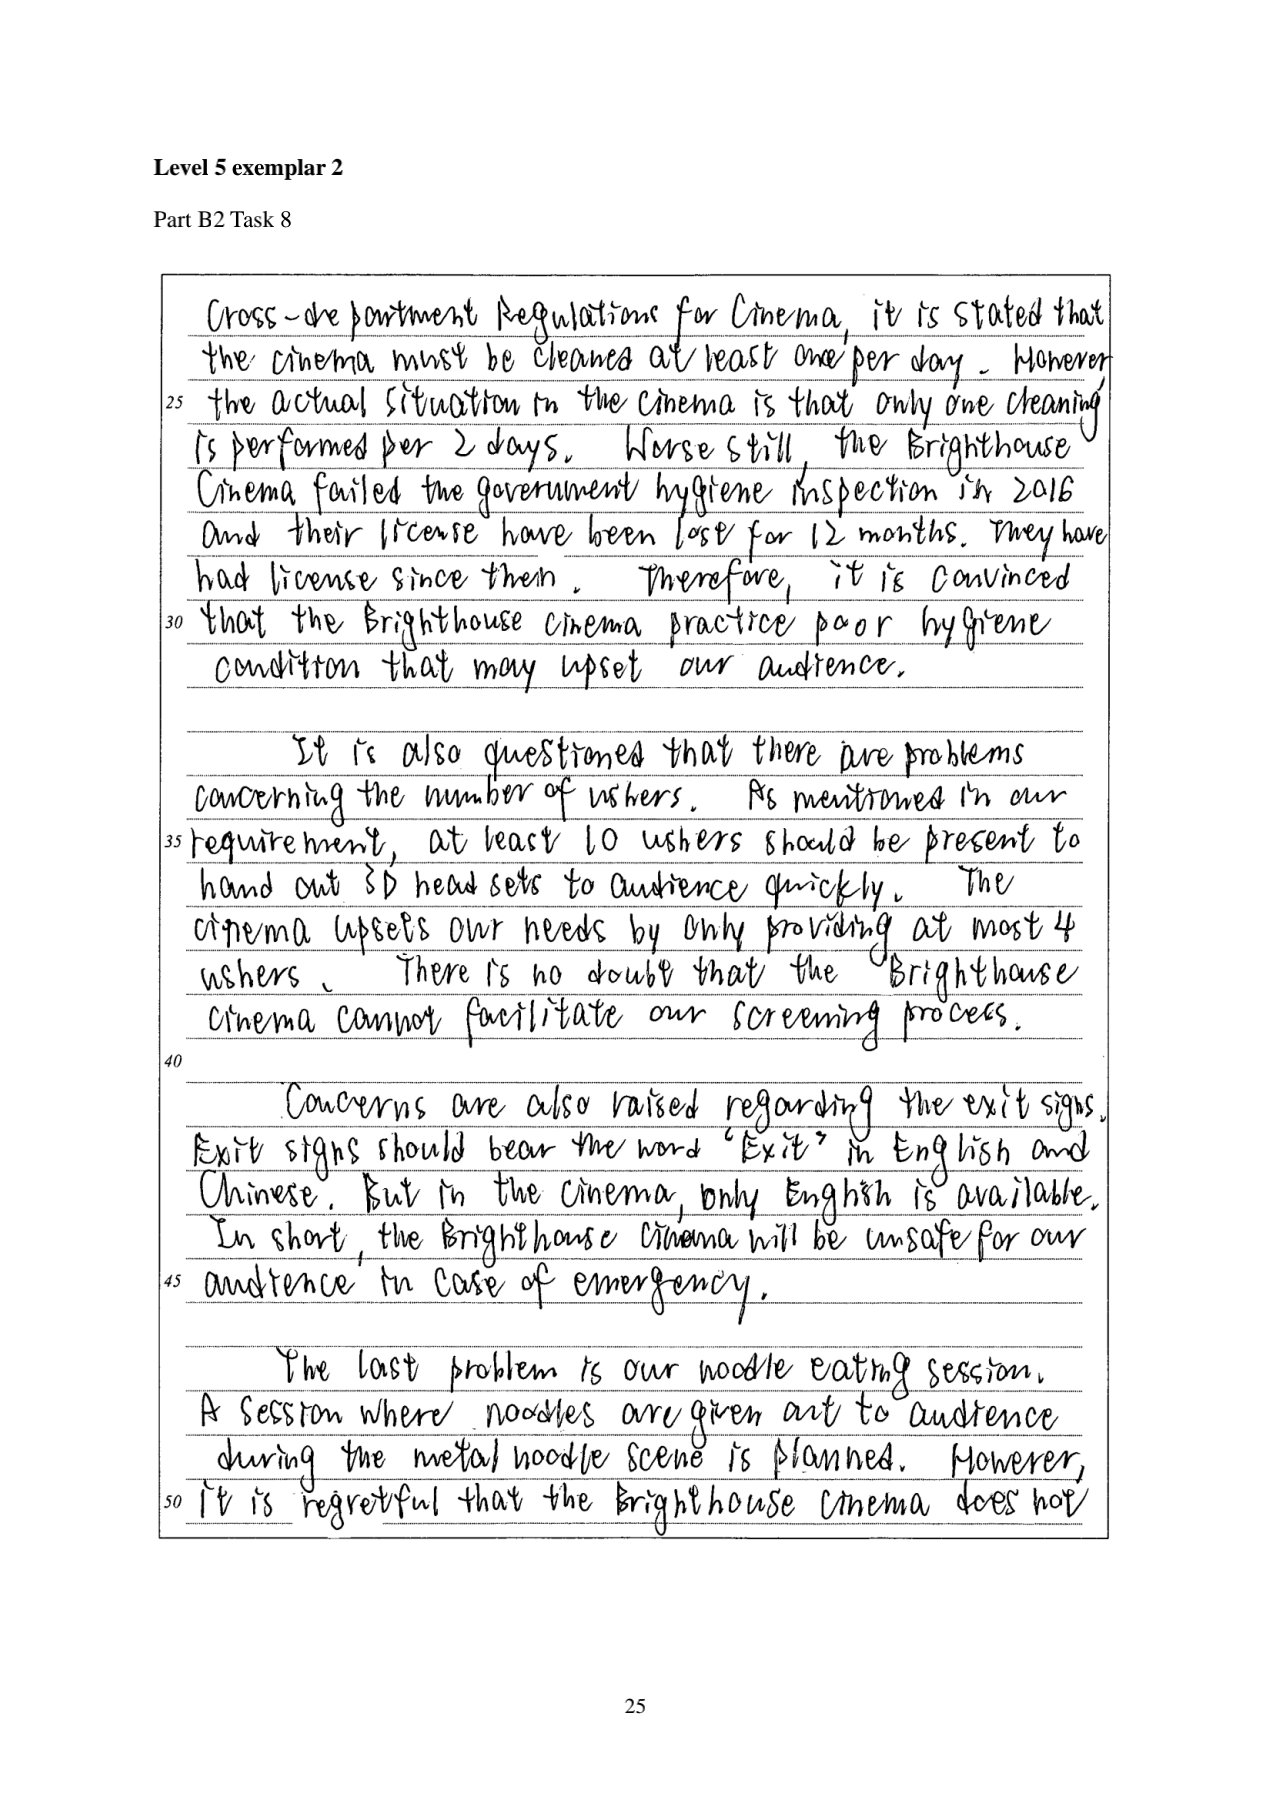 Level 5 exemplar 2
Part B2 Task 8
Cross-department Regulations for Cinema, it is stated that
the cinema must be cleaned at least once per day. However
25 the actual situation in the cinema is that only one cleaning
is performed per 2 days. Worse still, the Brighthouse
Cinema failed the government hygiene inspection in 2016
and their license have been lost for 12 months. They have
had license since then. Therefore, it is convinced
30 that the Brighthouse cinema practice poor hygiene
condition that may upset our audience.
It is also questioned that there are problems
concerning the number of ushers. As mentioned in our
35 requirement, at least 10 ushers should be present to
hand out 3D head sets to audience quickly. The
cinema upsets our needs by only providing at most 4
ushers. There is no doubt that the Brighthouse
cinema cannot facilitate our screening process.
40
Concerns are also raised regarding the exit signs.
Exit signs should bear the word 'Exit' in English and
Chinese. But in the cinema, only English is available.
In short, the Brighthouse cinema will be unsafe for our
45 audience in case of emergency.
The last problem is our noodle eating session.
A session where noodles are given out to audience
during the metal noodle scene is planned. However,
50 it is regretful that the Brighthouse cinema does not
25